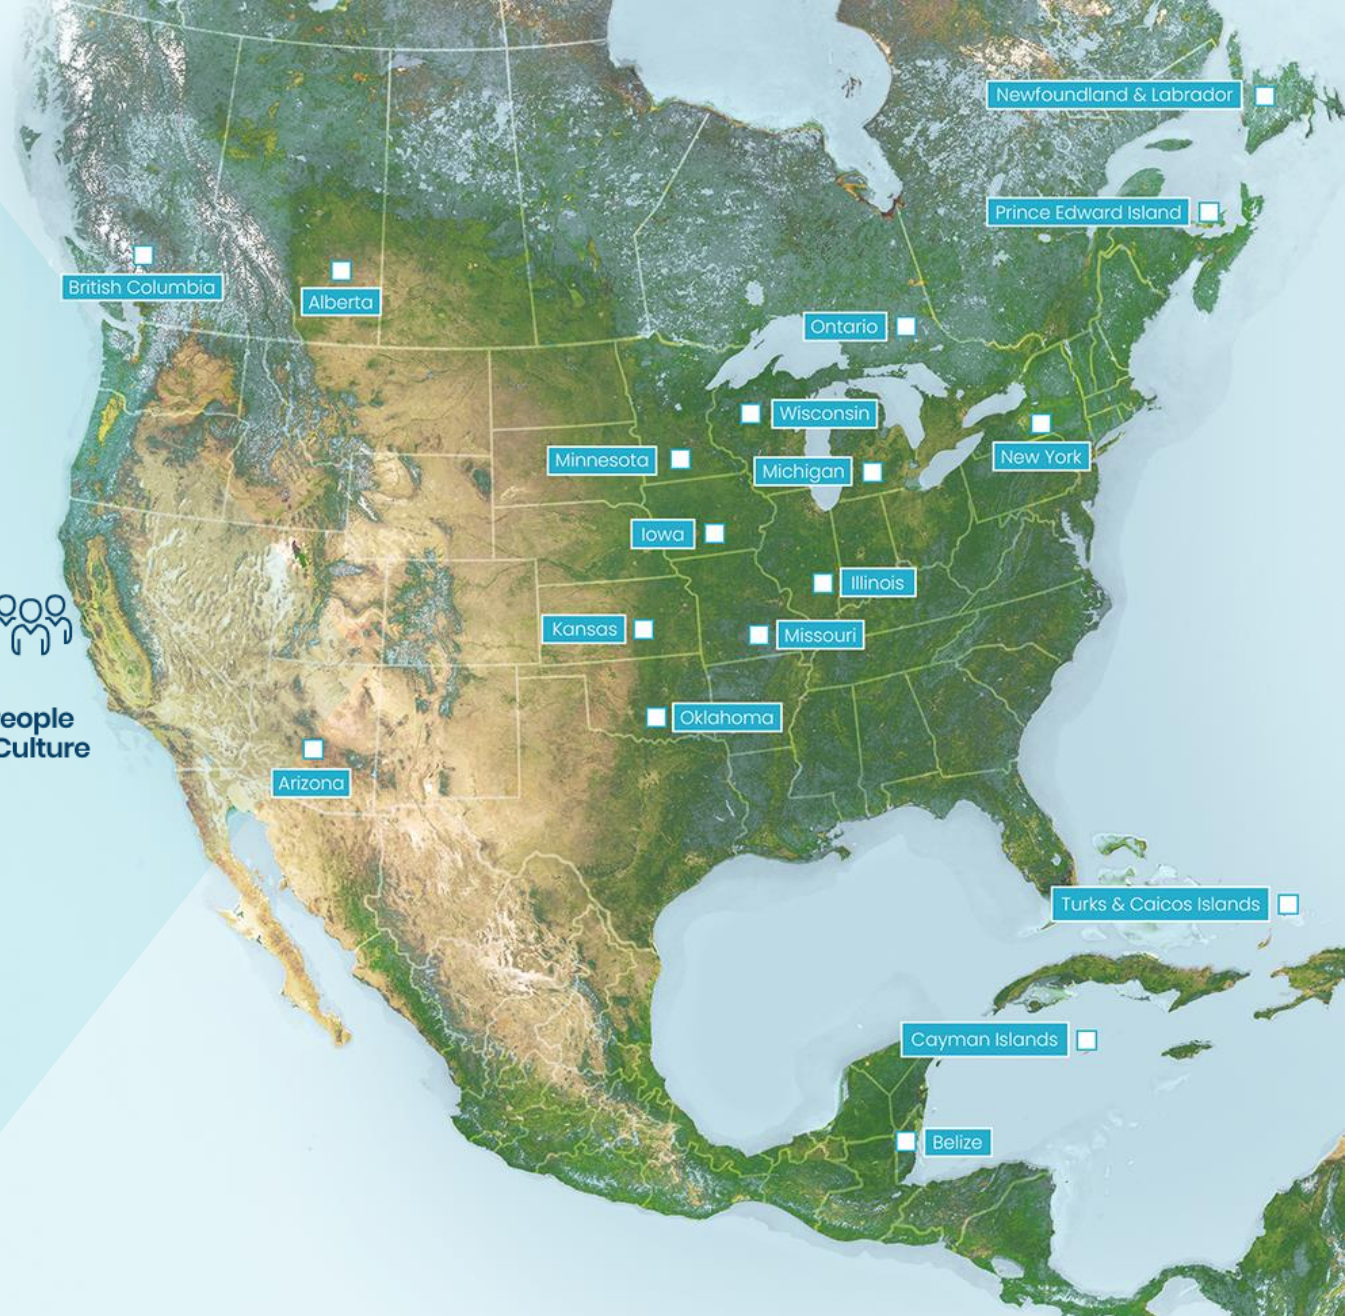 Newfoundland & Labrador
Prince Edward Island
British Columbia
Alberta
Ontario
Wisconsin
New York
Minnesota
Michigan
Iowa
Illinois
Kansas
Missouri
Oklahoma
Culture
Arizona
Turks & Caicos Islands
Cayman Islands
Belize